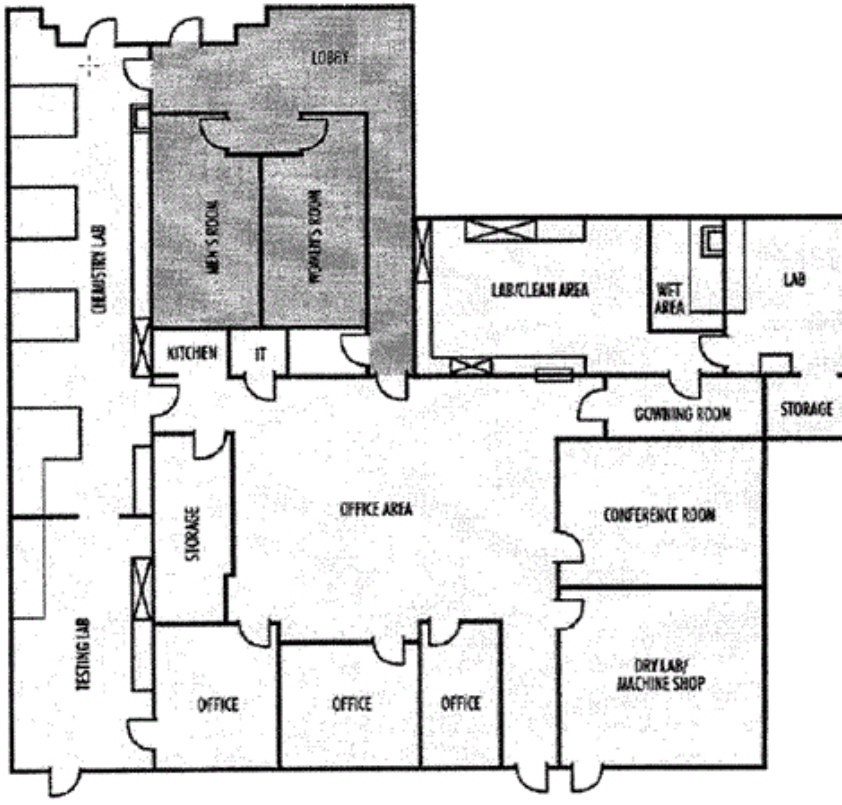 LOBBY
MEN'S ROOM
WOMEN'S ROOM
CHEMISTRY LAB
LAB/CLEAN AREA
WET
AREA
LAB
KITCHEN
IT
GOWNING ROOM
STORAGE
STORAGE
OFFICE AREA
CONFERENCE ROOM
TESTING LAB
OFFICE
OFFICE
OFFICE
DRY LAB/
MACHINE SHOP